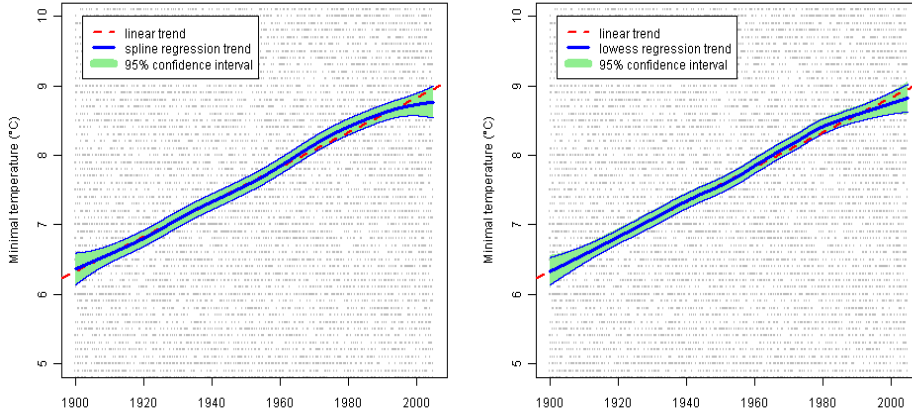 linear trend
spline regression trend
95% confidence interval
Minimal temperature (°C)
10
9
8
7
6
5
1900 1920 1940 1960 1980 2000
linear trend
lowess regression trend
95% confidence interval
Minimal temperature (°C)
10
9
8
7
6
5
1900 1920 1940 1960 1980 2000